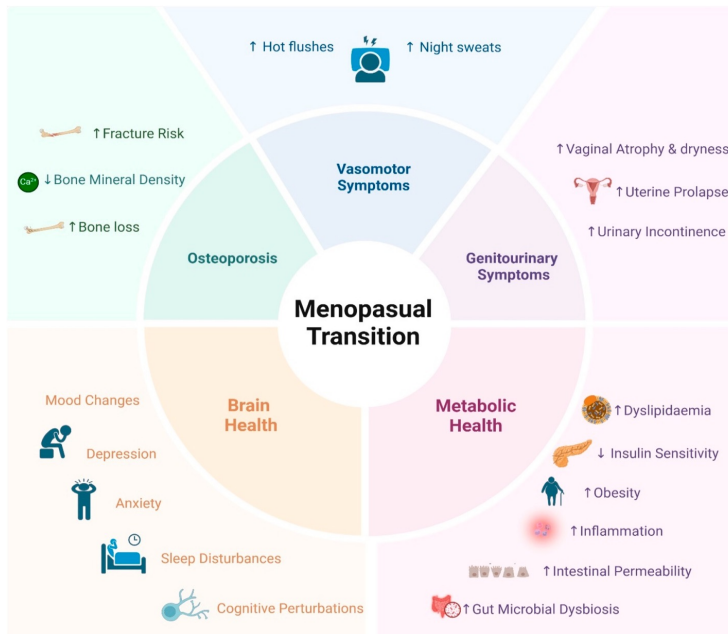 ↑ Hot flushes
↑ Night sweats
Vasomotor
Symptoms
↑ Fracture Risk
Ca²⁺
↓ Bone Mineral Density
↑ Bone loss
Osteoporosis
↑ Vaginal Atrophy & dryness
↑ Uterine Prolapse
↑ Urinary Incontinence
Genitourinary
Symptoms
Menopasual
Transition
Brain
Health
Mood Changes
Depression
Anxiety
Sleep Disturbances
Cognitive Perturbations
Metabolic
Health
↑ Dyslipidaemia
↓ Insulin Sensitivity
↑ Obesity
↑ Inflammation
↑ Intestinal Permeability
↑ Gut Microbial Dysbiosis